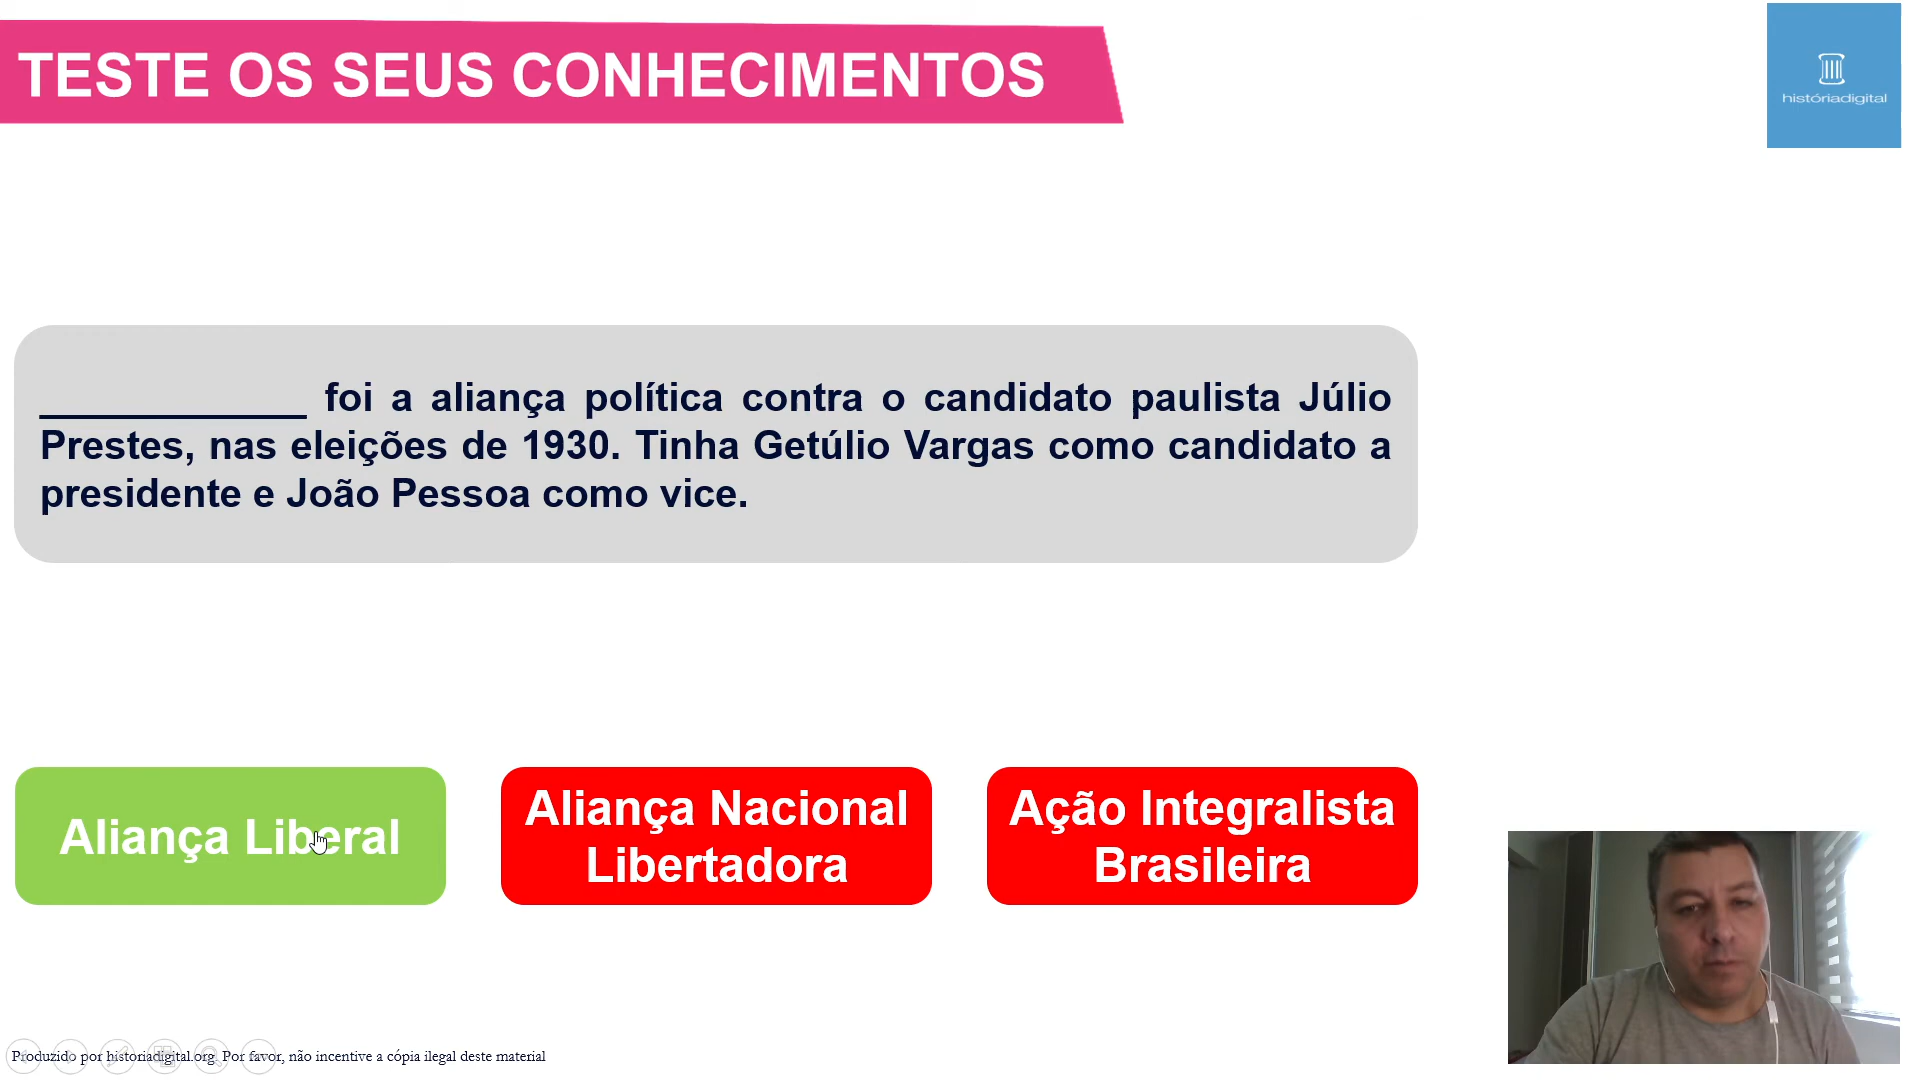 TESTE OS SEUS CONHECIMENTOS
históriadigital
____________ foi a aliança política contra o candidato paulista Júlio
Prestes, nas eleições de 1930. Tinha Getúlio Vargas como candidato a
presidente e João Pessoa como vice.
Aliança Liberal
Aliança Nacional
Libertadora
Ação Integralista
Brasileira
Produzido por historiadigital.org. Por favor, não incentive a cópia ilegal deste material